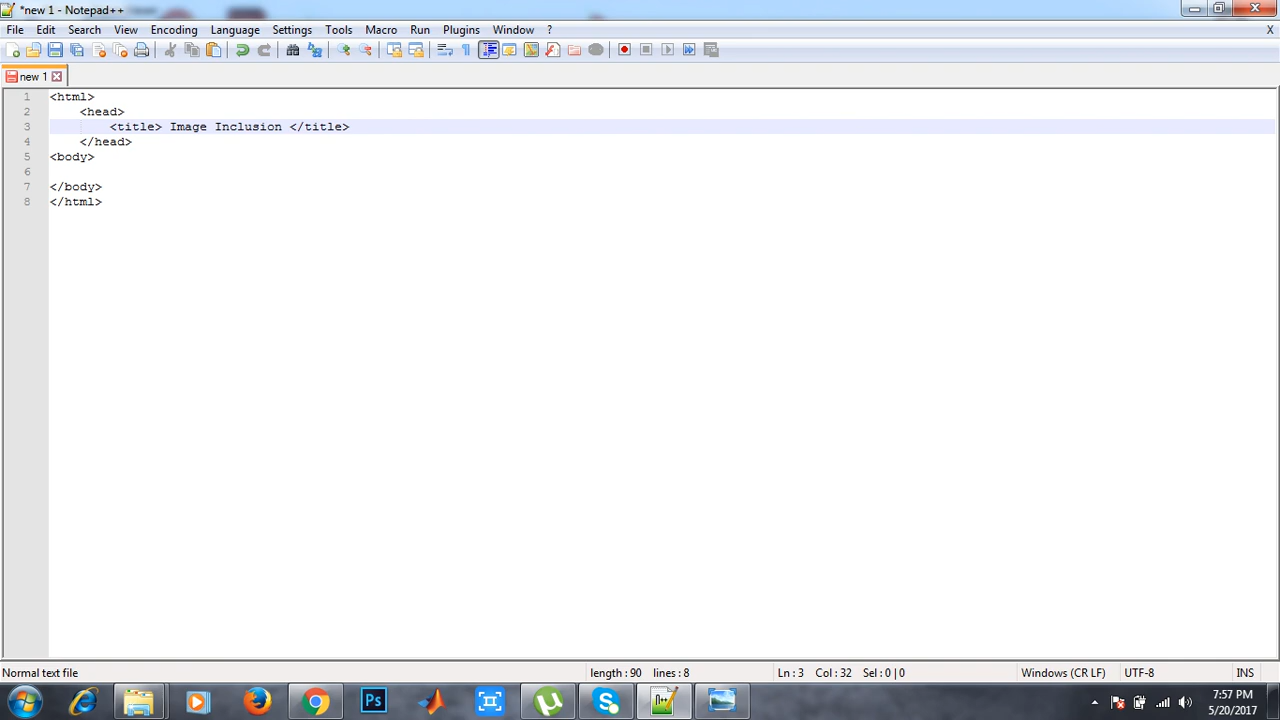 *new 1 - Notepad++
File Edit Search View Encoding Language Settings Tools Macro Run Plugins Window ? X
new 1
1 <html>
2 <head>
3 <title> Image Inclusion </title>
4 </head>
5 <body>
6
7 </body>
8 </html>
Normal text file length : 90 lines : 8 Ln : 3 Col : 32 Sel : 0 | 0 Windows (CR LF) UTF-8 INS
Ps
7:57 PM
5/20/2017